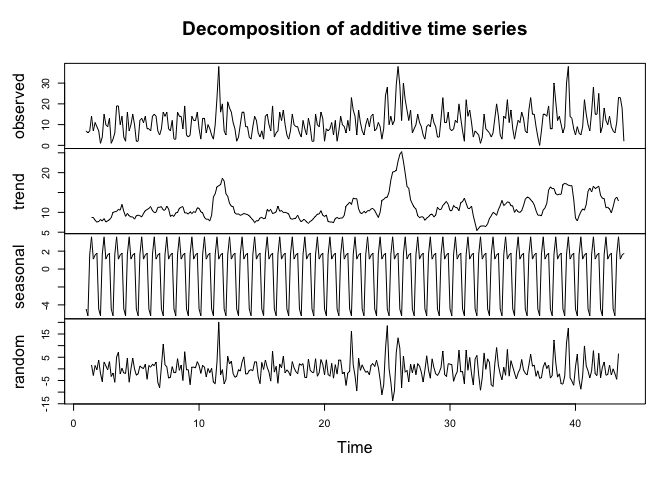 Decomposition of additive time series
observed
0 10 20 30
trend
5 10 20
seasonal
-4 0 2
random
-15 -5 5 15
0 10 20 30 40
Time